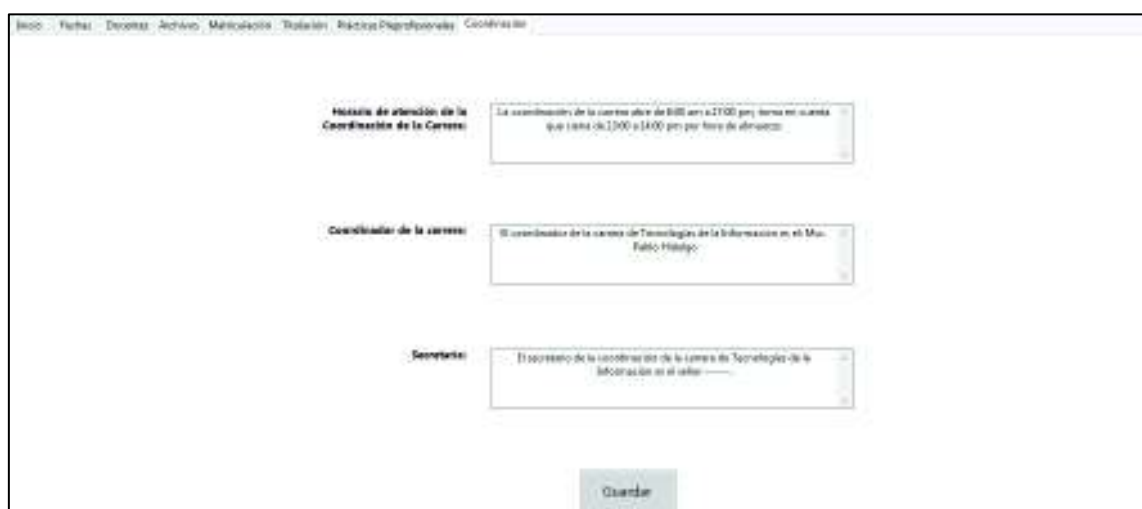 Inicio Fechas Docentes Archivos Matriculación Titulación Prácticas Preprofesionales Coordinación
Horario de atención de la
Coordinación de la Carrera:
La coordinación de la carrera abre de 8:00 am a 17:00 pm, toma en cuenta
que cierra de 13:00 a 14:00 pm por hora de almuerzo
Coordinador de la carrera:
El coordinador de la carrera de Tecnologías de la Información es el: Msc.
Pablo Hidalgo
Secretario:
El secretario de la coordinación de la carrera de Tecnologías de la
Información es el señor --------.
Guardar